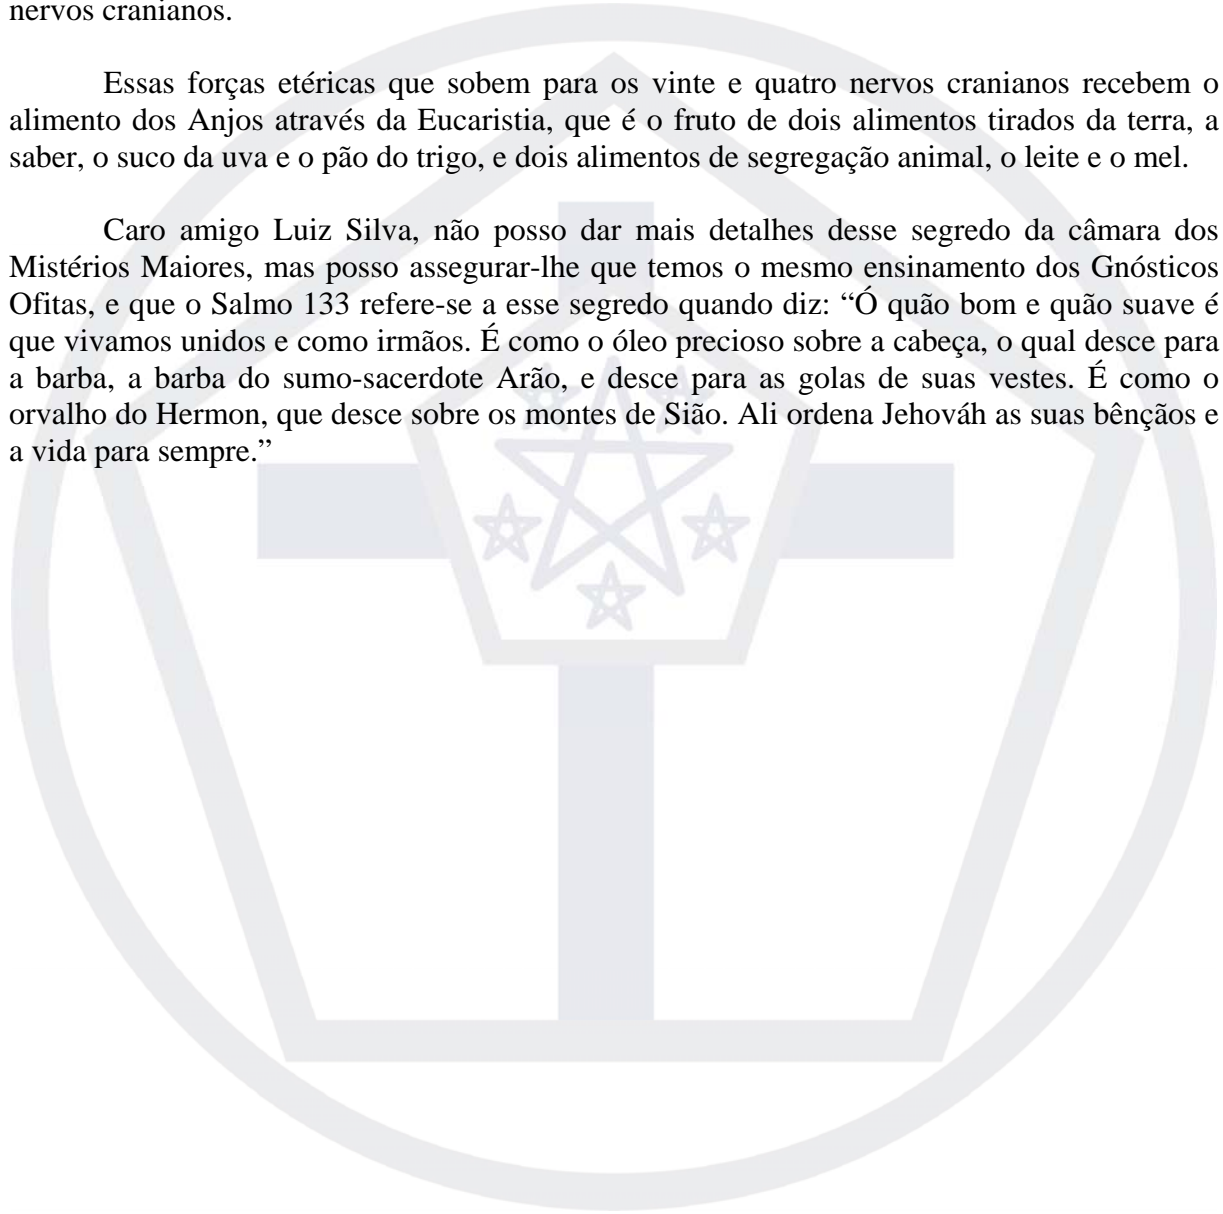 nervos cranianos.
Essas forças etéricas que sobem para os vinte e quatro nervos cranianos recebem o
alimento dos Anjos através da Eucaristia, que é o fruto de dois alimentos tirados da terra, a
saber, o suco da uva e o pão do trigo, e dois alimentos de segregação animal, o leite e o mel.
Caro amigo Luiz Silva, não posso dar mais detalhes desse segredo da câmara dos
Mistérios Maiores, mas posso assegurar-lhe que temos o mesmo ensinamento dos Gnósticos
Ofitas, e que o Salmo 133 refere-se a esse segredo quando diz: “Ó quão bom e quão suave é
que vivamos unidos e como irmãos. É como o óleo precioso sobre a cabeça, o qual desce para
a barba, a barba do sumo-sacerdote Arão, e desce para as golas de suas vestes. É como o
orvalho do Hermon, que desce sobre os montes de Sião. Ali ordena Jehováh as suas bênçãos e
a vida para sempre.”